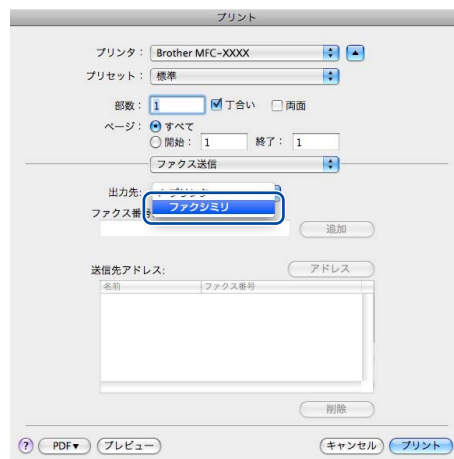 プリント
プリンタ： Brother MFC-XXXX
プリセット： 標準
部数： 1 丁合い 両面
ページ： すべて
開始： 1 終了： 1
ファクス送信
出力先:
ファクシミリ
ファクス番
追加
送信先アドレス: アドレス
名前 ファクス番号
削除
? PDF▼ プレビュー キャンセル プリント